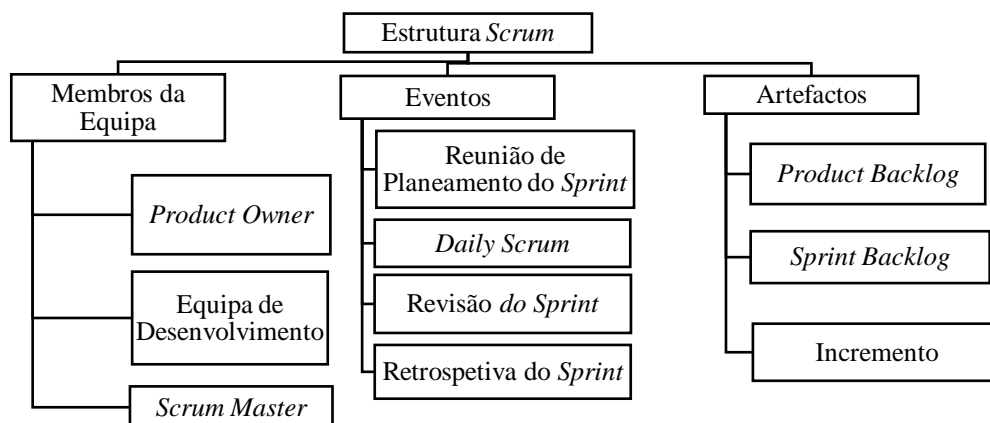 Estrutura Scrum
Membros da
Equipa
Product Owner
Equipa de
Desenvolvimento
Scrum Master
Eventos
Reunião de
Planeamento do Sprint
Daily Scrum
Revisão do Sprint
Retrospetiva do Sprint
Artefactos
Product Backlog
Sprint Backlog
Incremento